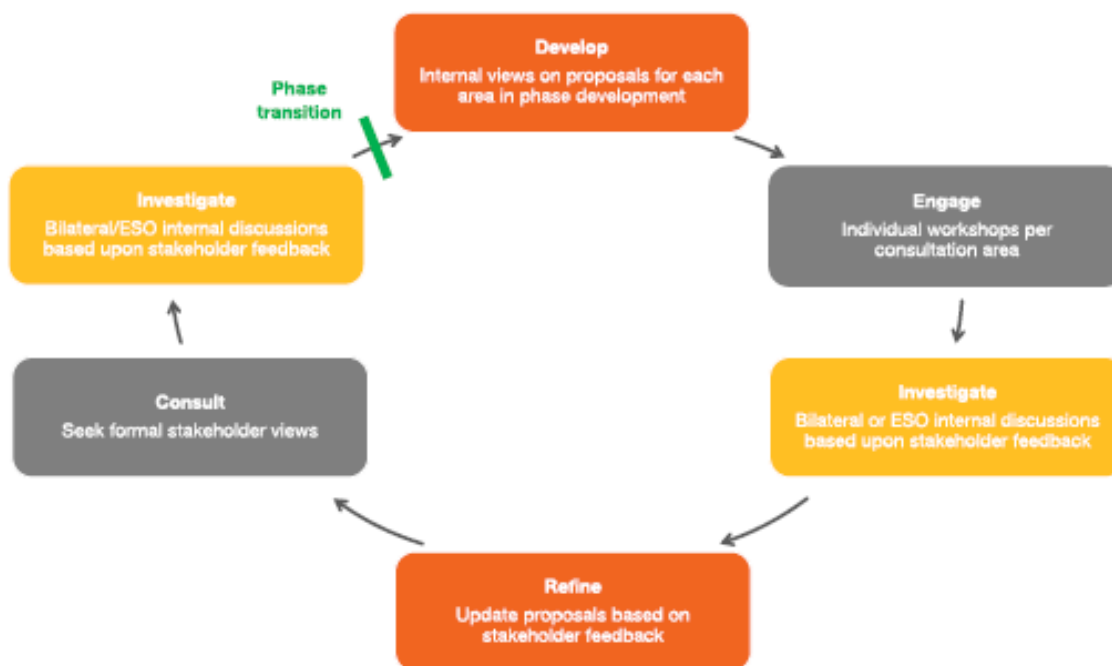 Develop
Internal views on proposals for each
area in phase development
Phase
transition
Investigate
Bilateral/ESO internal discussions
based upon stakeholder feedback
Engage
Individual workshops per
consultation area
Consult
Seek formal stakeholder views
Investigate
Bilateral or ESO internal discussions
based upon stakeholder feedback
Refine
Update proposals based on
stakeholder feedback